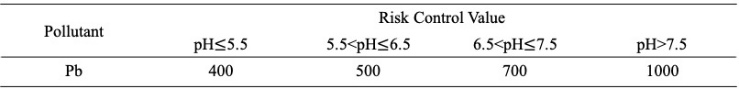 Pollutant
Risk Control Value
pH≤5.5 5.5<pH≤6.5 6.5<pH≤7.5 pH>7.5
Pb 400 500 700 1000